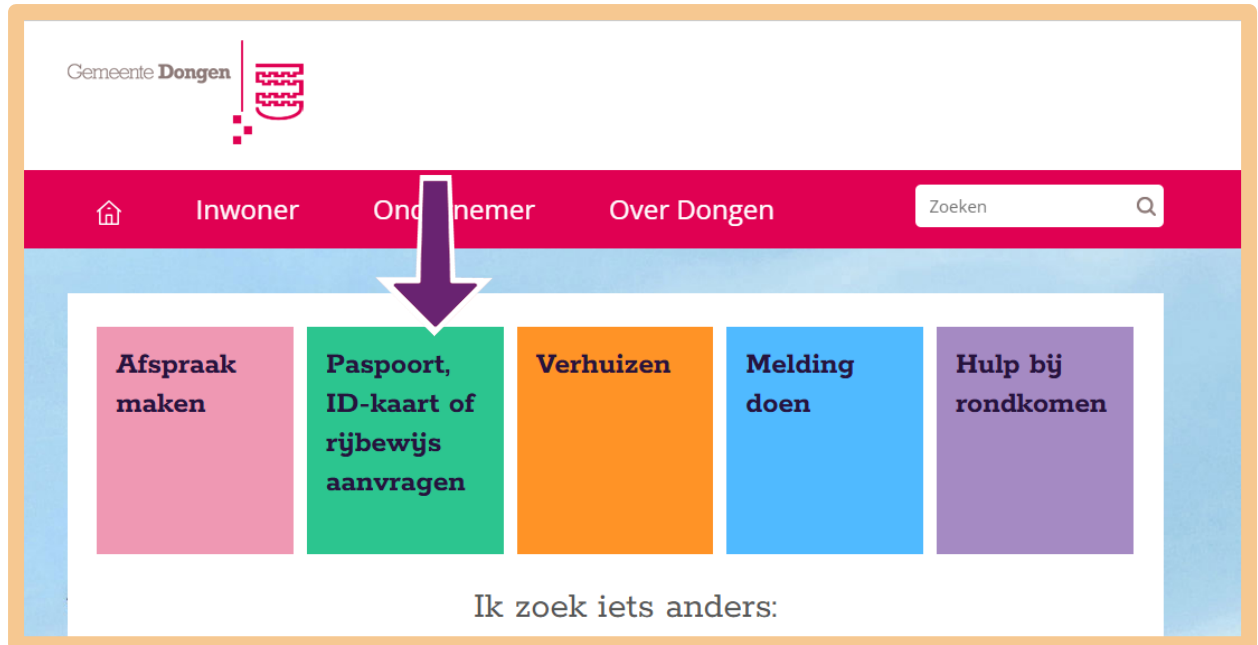 Gemeente Dongen
Inwoner
Over Dongen
Zoeken
Afspraak
maken
Paspoort,
ID-kaart of
rijbewijs
aanvragen
Verhuizen
Melding
doen
Hulp bij
rondkomen
Ik zoek iets anders: